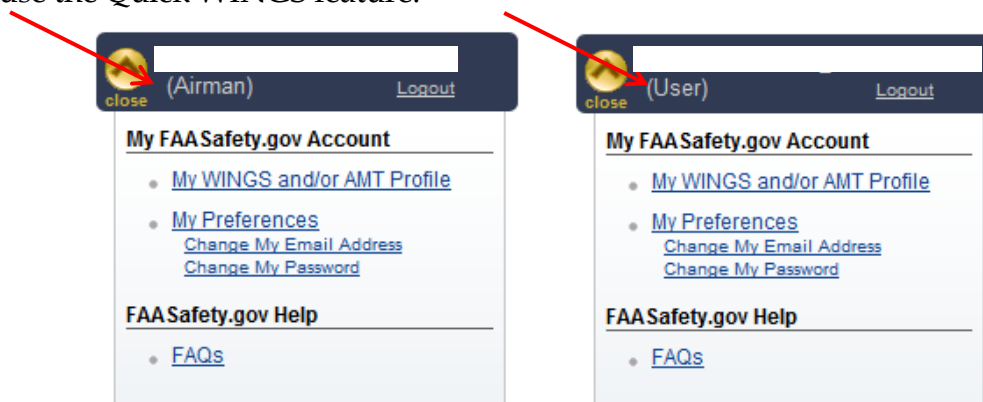 use the Quick WINGS feature.
close
(Airman)
Logout
My FAASafety.gov Account
My WINGS and/or AMT Profile
My Preferences
Change My Email Address
Change My Password
FAASafety.gov Help
FAQs
close
(User)
Logout
My FAASafety.gov Account
My WINGS and/or AMT Profile
My Preferences
Change My Email Address
Change My Password
FAASafety.gov Help
FAQs